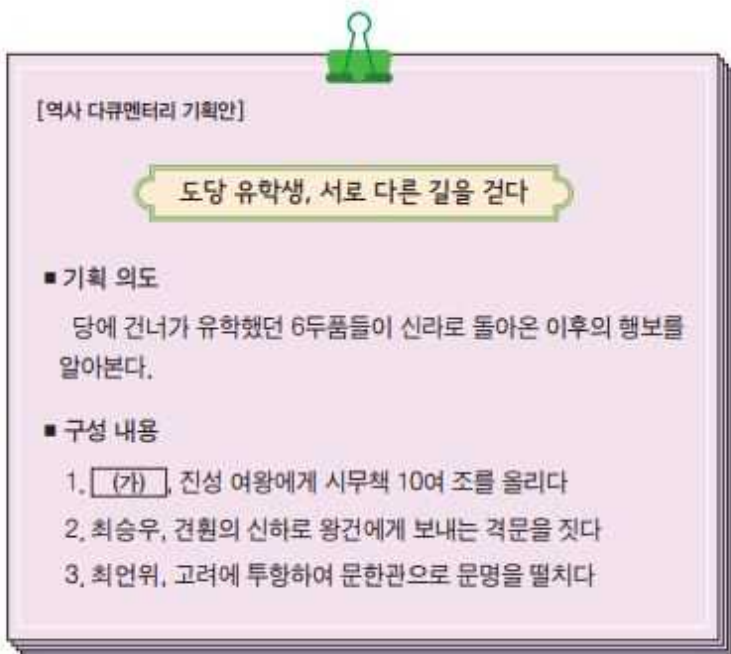 [역사 다큐멘터리 기획안]
도당 유학생, 서로 다른 길을 걷다
■ 기획 의도
당에 건너가 유학했던 6두품들이 신라로 돌아온 이후의 행보를
알아본다.
■ 구성 내용
1. (가), 진성 여왕에게 시무책 10여 조를 올리다
2. 최승우, 견훤의 신하로 왕건에게 보내는 격문을 짓다
3. 최언위, 고려에 투항하여 문한관으로 문명을 떨치다